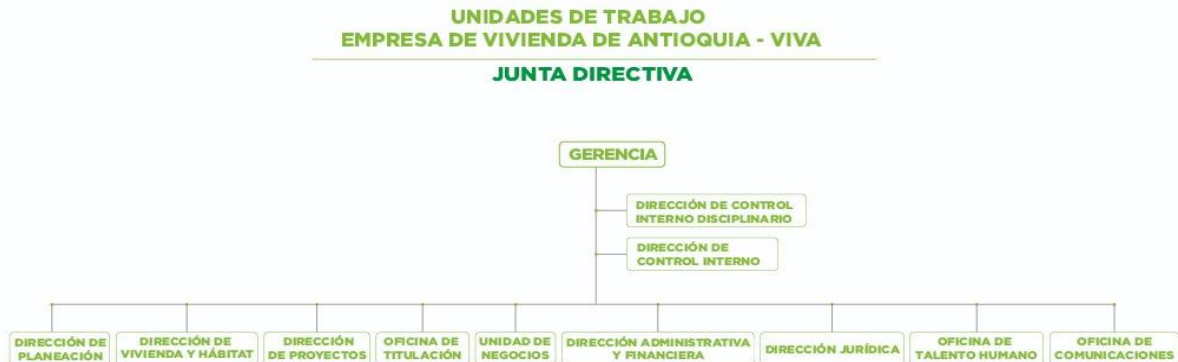 UNIDADES DE TRABAJO
EMPRESA DE VIVIENDA DE ANTIOQUIA - VIVA
JUNTA DIRECTIVA
GERENCIA
DIRECCIÓN DE CONTROL
INTERNO DISCIPLINARIO
DIRECCIÓN DE
CONTROL INTERNO
DIRECCIÓN DE
PLANEACIÓN
DIRECCIÓN DE
VIVIENDA Y HÁBITAT
DIRECCIÓN
DE PROYECTOS
OFICINA DE
TITULACIÓN
UNIDAD DE
NEGOCIOS
DIRECCIÓN ADMINISTRATIVA
Y FINANCIERA
DIRECCIÓN JURÍDICA
OFICINA DE
TALENTO HUMANO
OFICINA DE
COMUNICACIONES